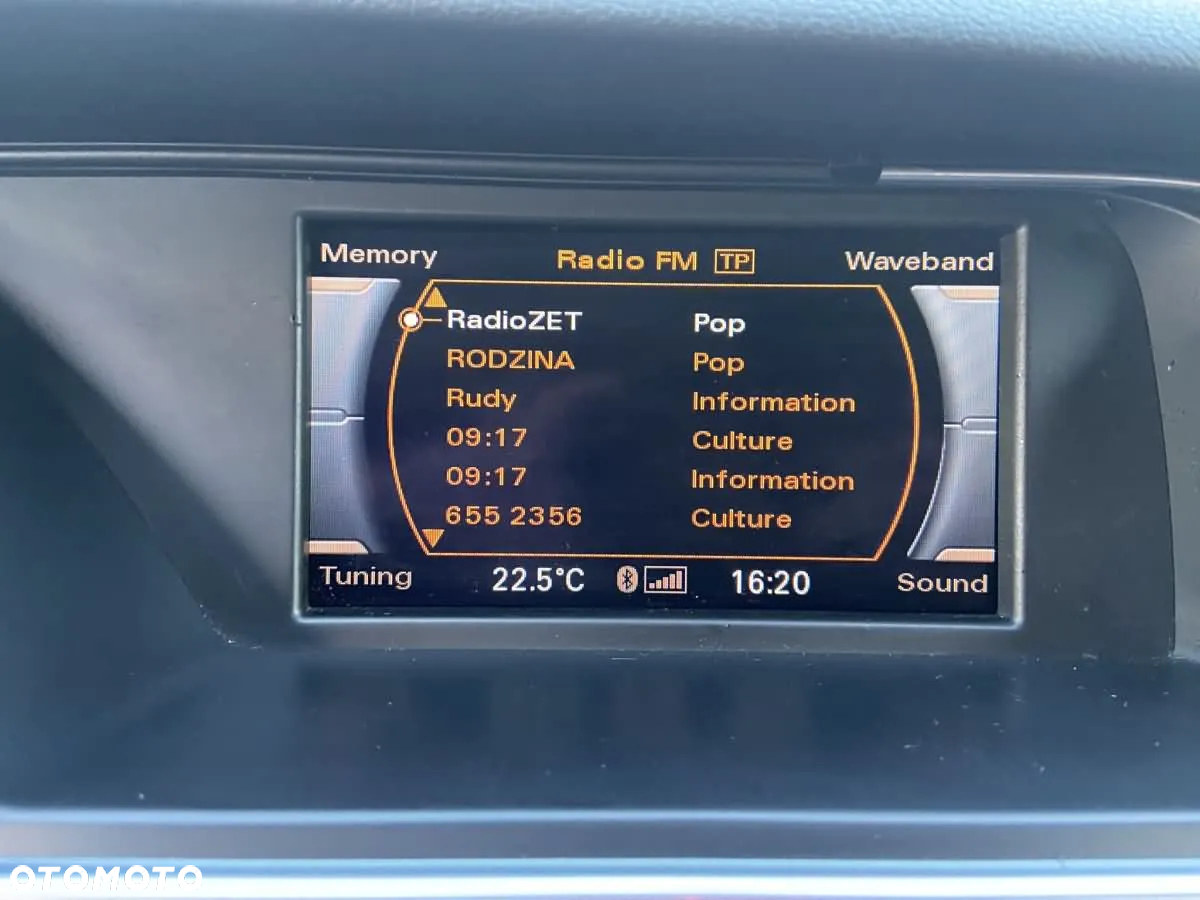 Memory Radio FM TP Waveband
RadioZET Pop
RODZINA Pop
Rudy Information
09:17 Culture
09:17 Information
655 2356 Culture
Tuning 22.5°C 16:20 Sound
OTOMOTO